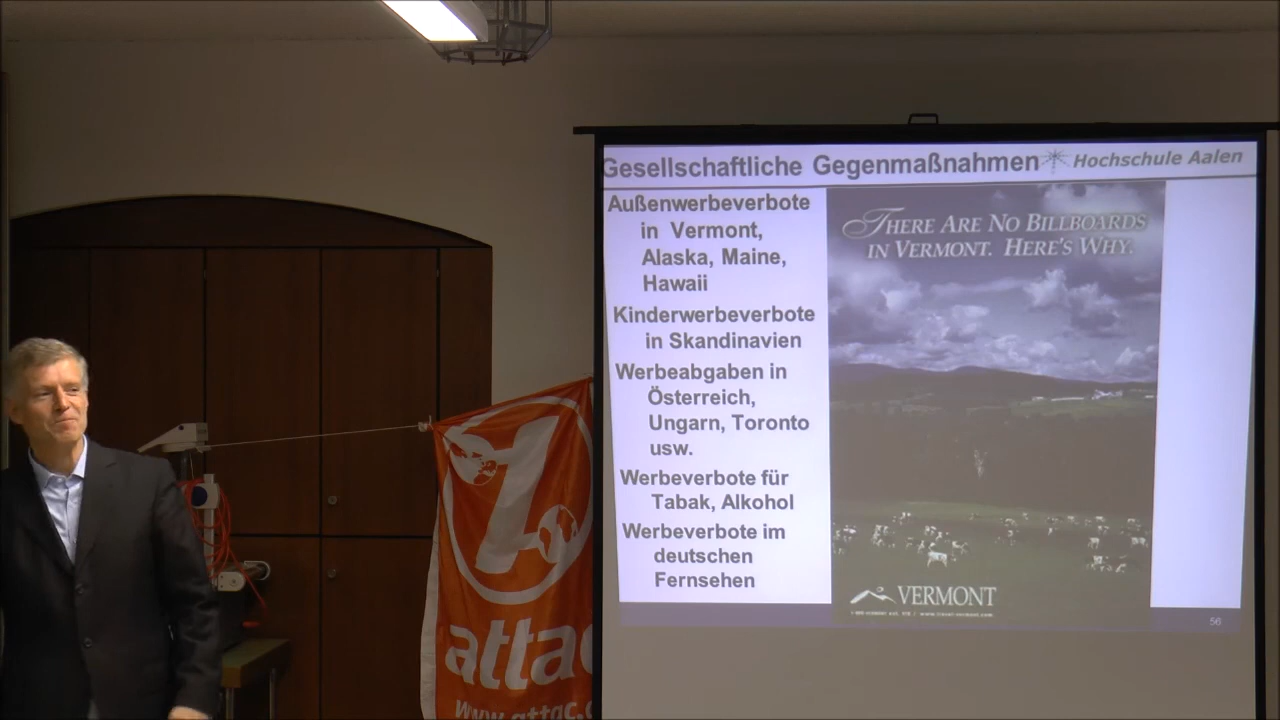 Gesellschaftliche Gegenmaßnahmen
Hochschule Aalen
Außenwerbeverbote
in Vermont,
Alaska, Maine,
Hawaii
Kinderwerbeverbote
in Skandinavien
Werbeabgaben in
Österreich,
Ungarn, Toronto
usw.
Werbeverbote für
Tabak, Alkohol
Werbeverbote im
deutschen
Fernsehen
THERE ARE NO BILLBOARDS
IN VERMONT. HERE'S WHY.
VERMONT
56
attac
www.attac.